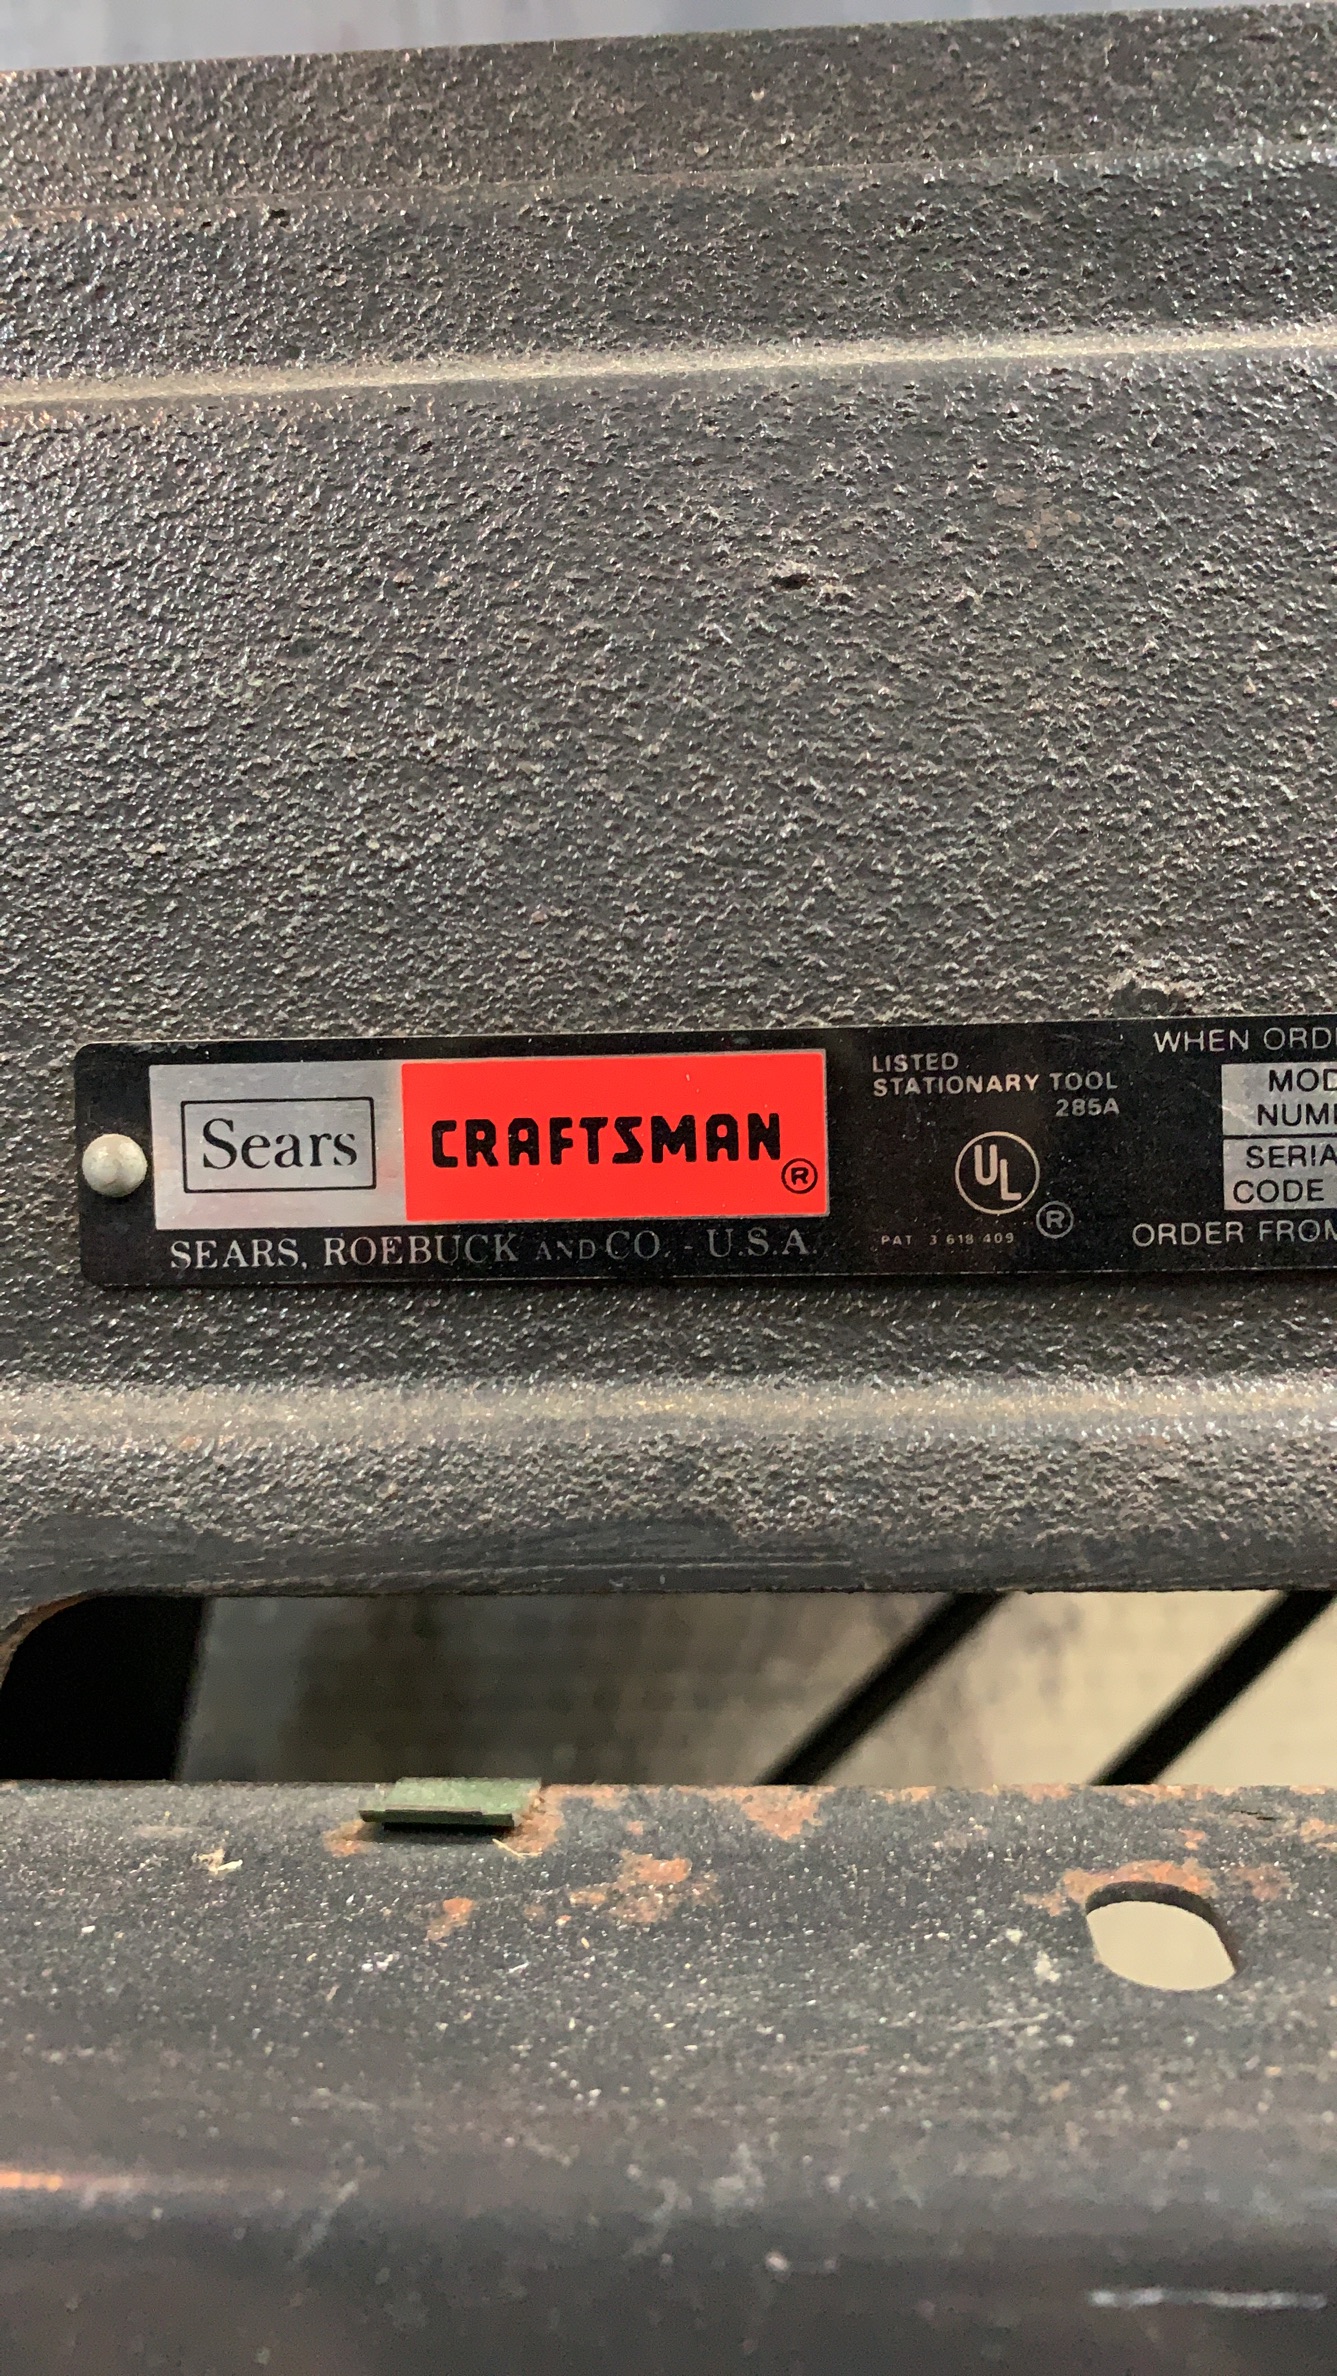 Sears
CRAFTSMAN®
SEARS, ROEBUCK AND CO. - U.S.A.
LISTED
STATIONARY TOOL
285A
UL®
PAT 3 618 409
WHEN ORD
MOD
NUM
SERIA
CODE
ORDER FROM